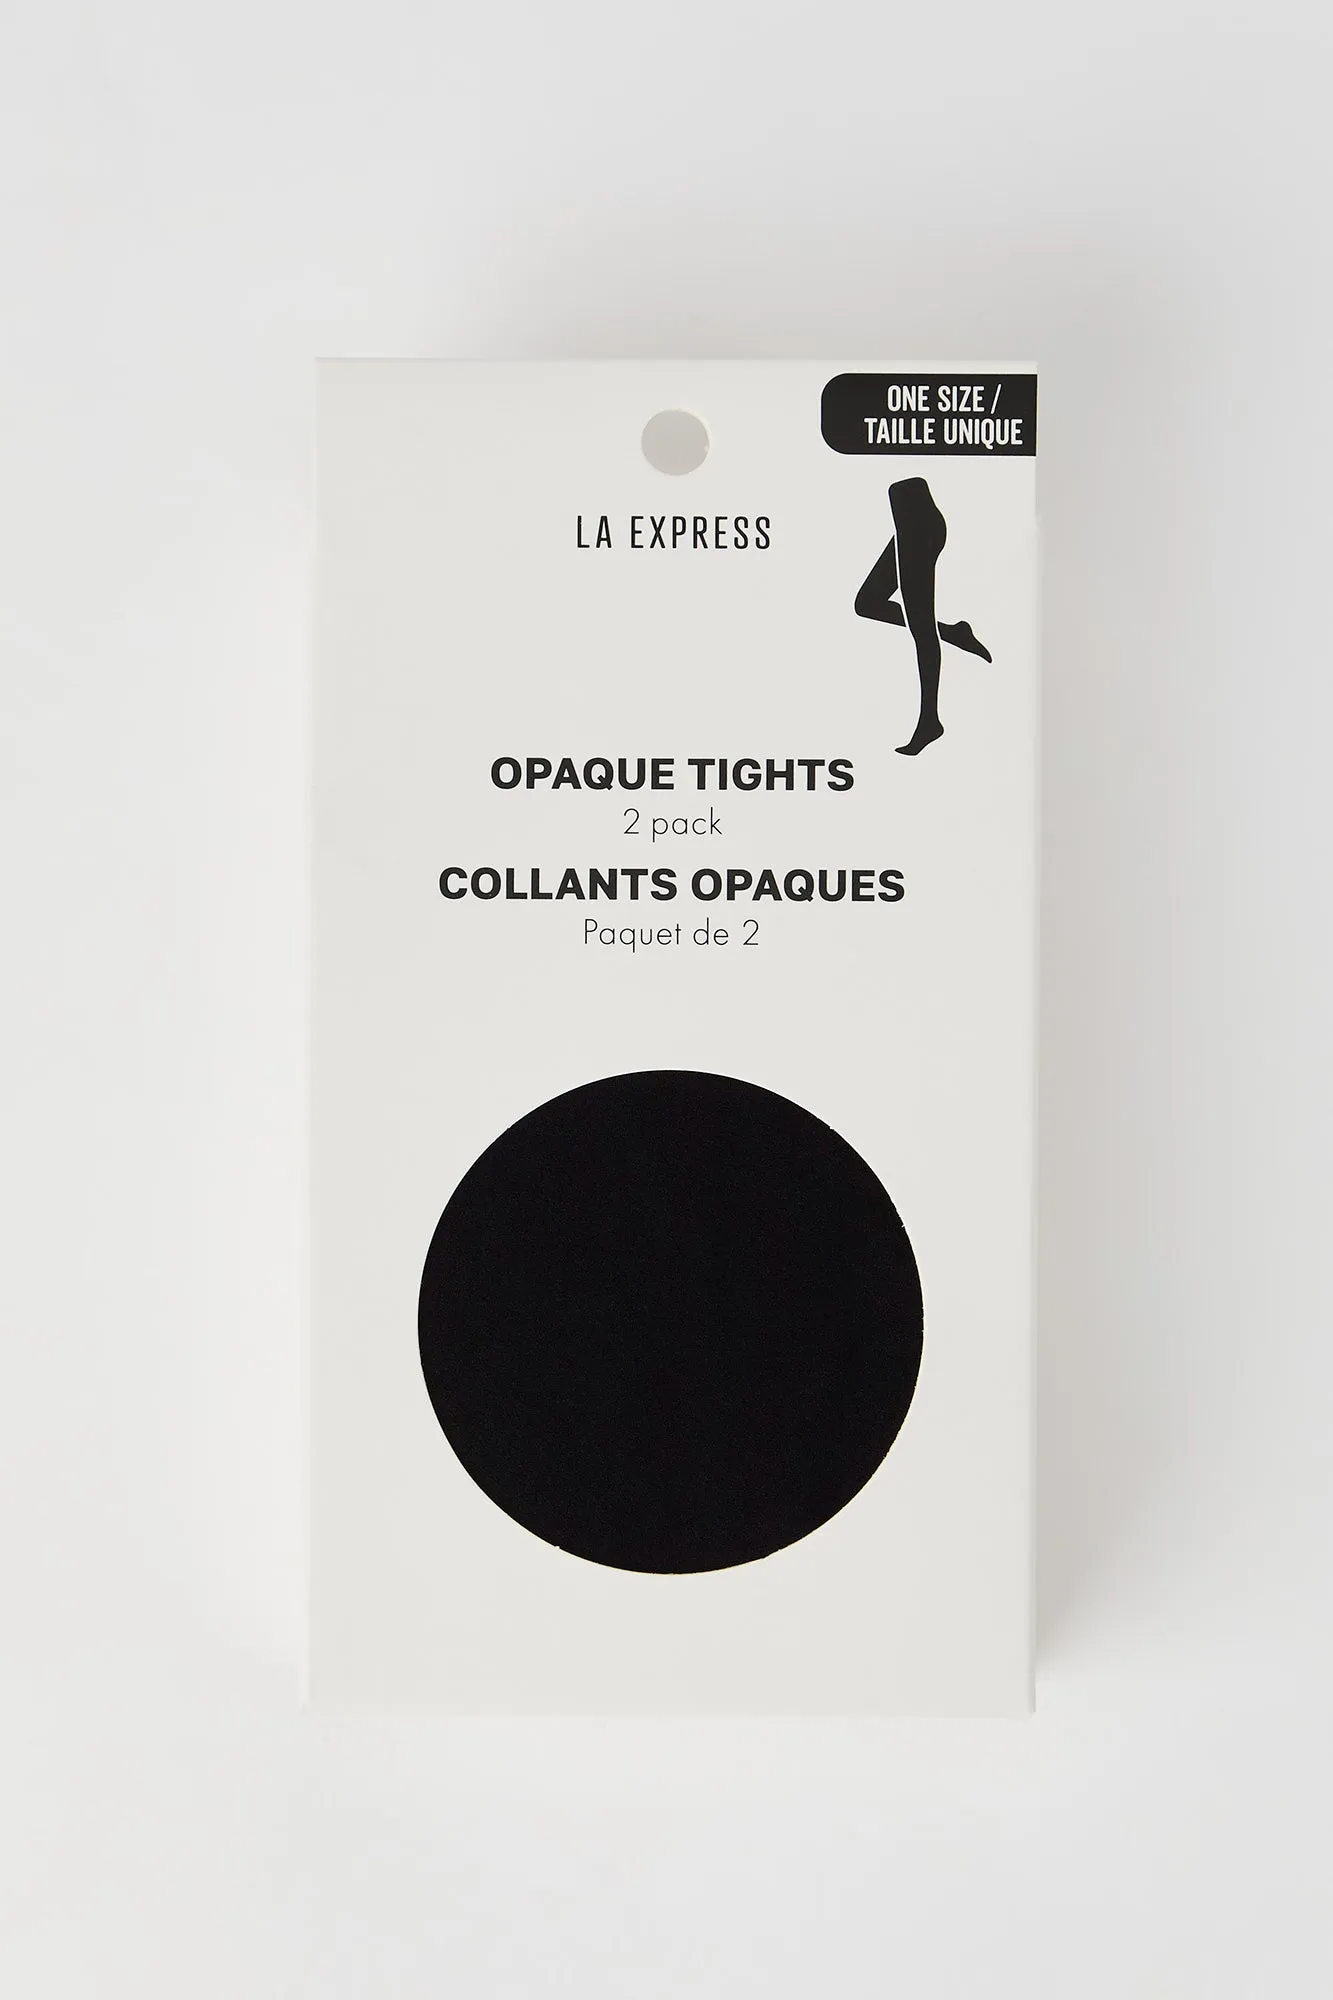 ONE SIZE /
TAILLE UNIQUE
LA EXPRESS
OPAQUE TIGHTS
2 pack
COLLANTS OPAQUES
Paquet de 2